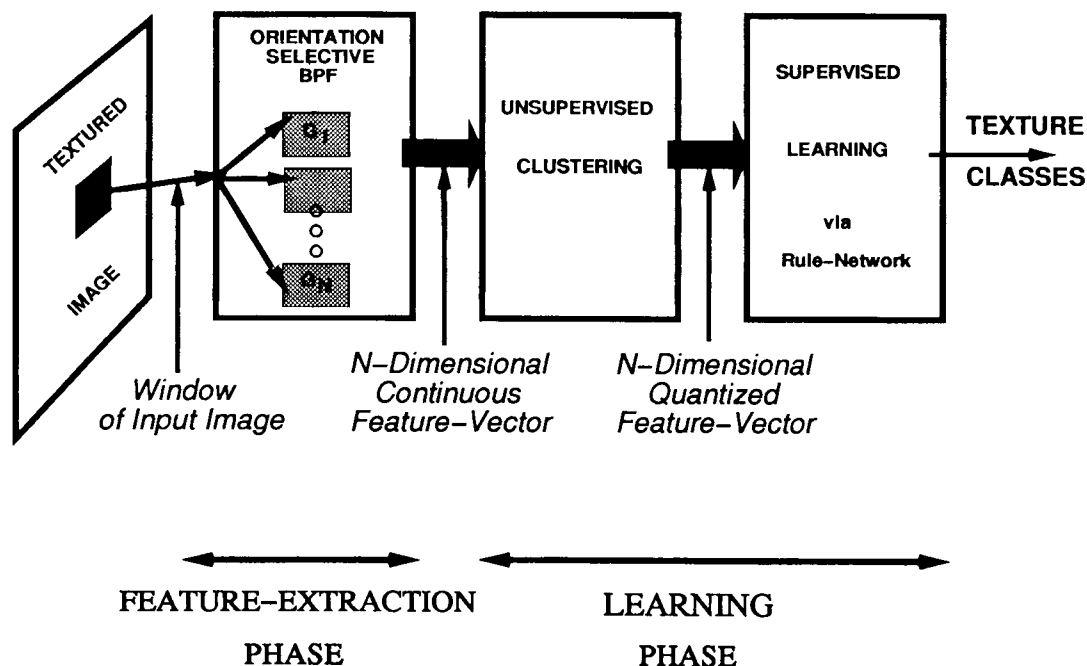 TEXTURED
IMAGE
ORIENTATION
SELECTIVE
BPF
G1
GN
UNSUPERVISED
CLUSTERING
SUPERVISED
LEARNING
via
Rule–Network
TEXTURE
CLASSES
Window
of Input Image
N–Dimensional
Continuous
Feature–Vector
N–Dimensional
Quantized
Feature–Vector
FEATURE–EXTRACTION
PHASE
LEARNING
PHASE